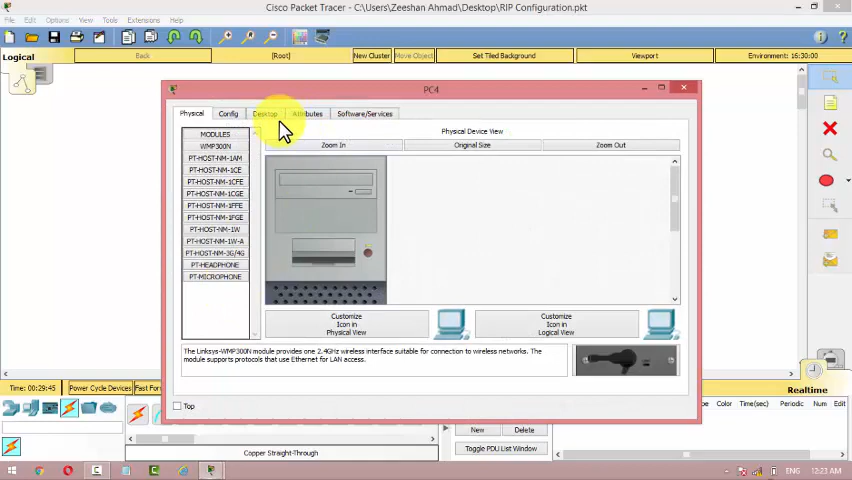 Cisco Packet Tracer - C:\Users\Zeeshan Ahmad\Desktop\RIP Configuration.pkt
File Edit Options View Tools Extensions Help
Logical
Back
[Root]
New Cluster
Move Object
Set Tiled Background
Viewport
Environment: 16:30:00
PC4
Physical
Config
Desktop
Attributes
Software/Services
MODULES
WMP300N
PT-HOST-NM-1AM
PT-HOST-NM-1CE
PT-HOST-NM-1CFE
PT-HOST-NM-1CGE
PT-HOST-NM-1FFE
PT-HOST-NM-1FGE
PT-HOST-NM-1W
PT-HOST-NM-1W-A
PT-HOST-NM-3G/4G
PT-HEADPHONE
PT-MICROPHONE
Physical Device View
Zoom In
Original Size
Zoom Out
Customize
Icon in
Physical View
Customize
Icon in
Logical View
The Linksys-WMP300N module provides one 2.4GHz wireless interface suitable for connection to wireless networks. The
module supports protocols that use Ethernet for LAN access.
Top
Time: 00:29:45
Power Cycle Devices
Realtime
Color
Time(sec)
Periodic
Num
Edit
New
Delete
Toggle PDU List Window
Copper Straight-Through
ENG
12:23 AM